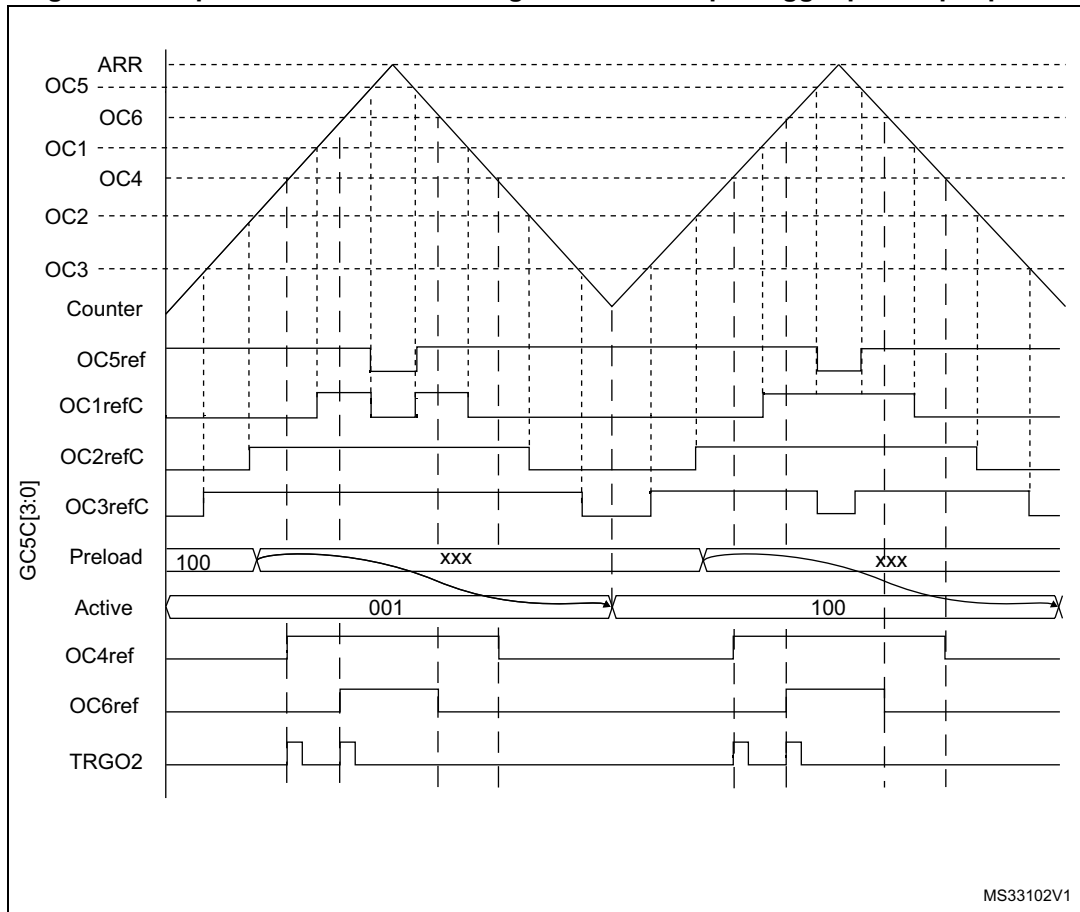 ARR
OC5
OC6
OC1
OC4
OC2
OC3
Counter
OC5ref
OC1refC
OC2refC
OC3refC
GC5C[3:0]
Preload 100 xxx xxx
Active 001 100
OC4ref
OC6ref
TRGO2
MS33102V1